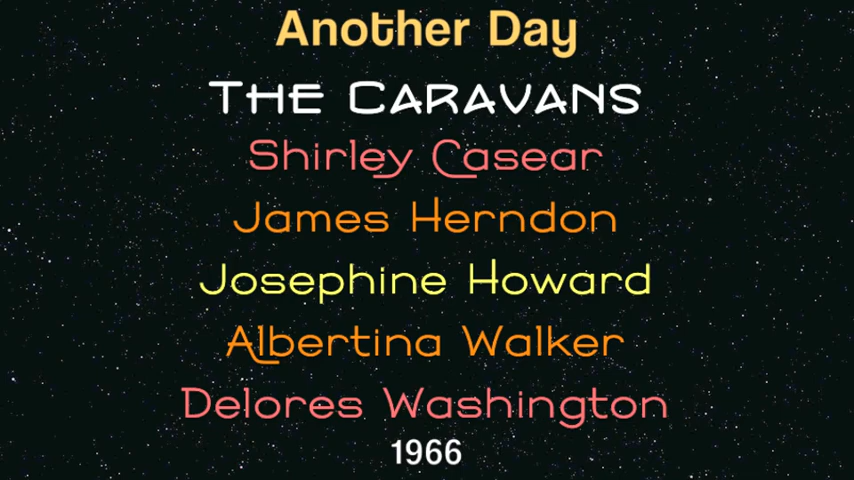 Another Day
THE CARAVANS
Shirley Casear
James Herndon
Josephine Howard
Albertina Walker
Delores Washington
1966